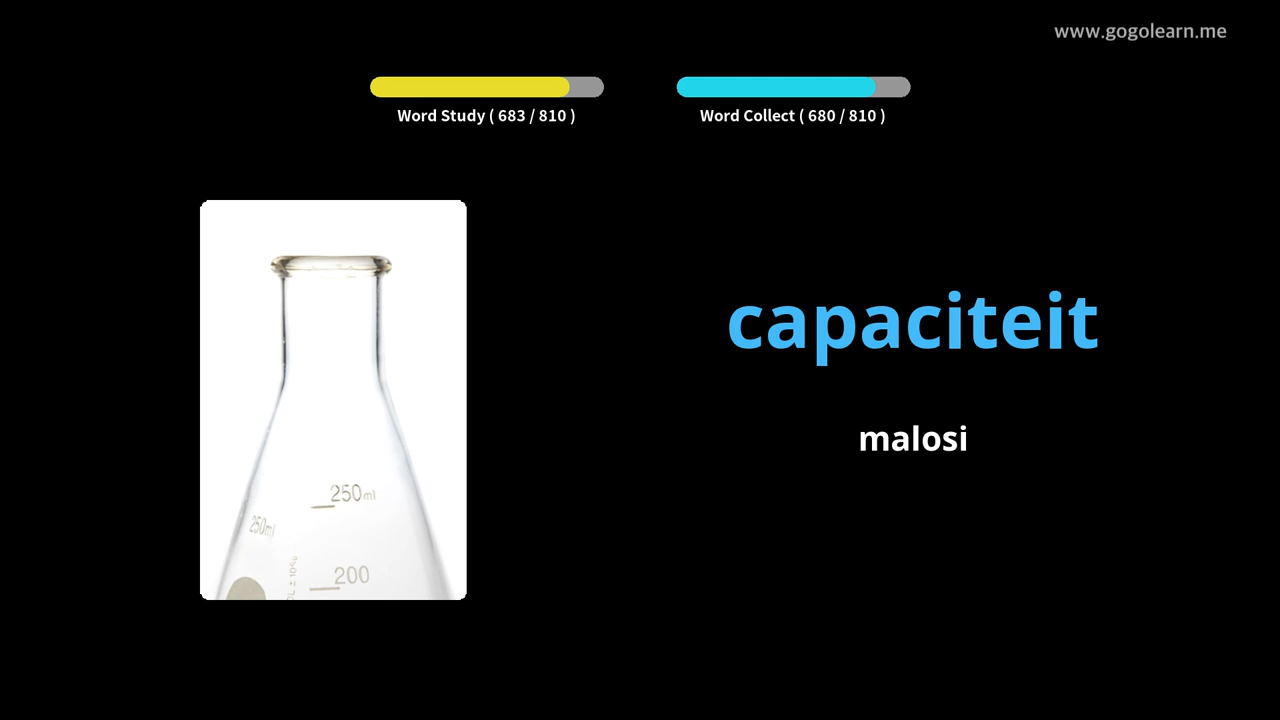 www.gogolearn.me
Word Study ( 683 / 810 )
Word Collect ( 680 / 810 )
capaciteit
malosi
250ml
250ml
200